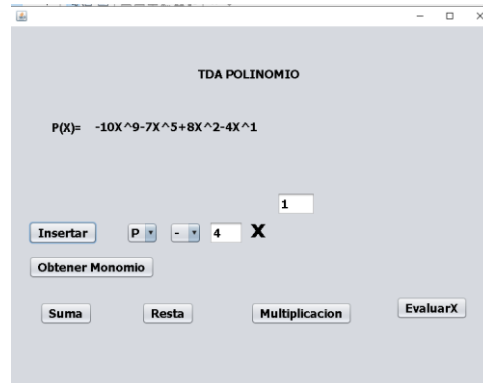 TDA POLINOMIO
P(X)= -10X^9-7X^5+8X^2-4X^1
1
Insertar P - 4 X
Obtener Monomio
Suma Resta Multiplicacion EvaluarX